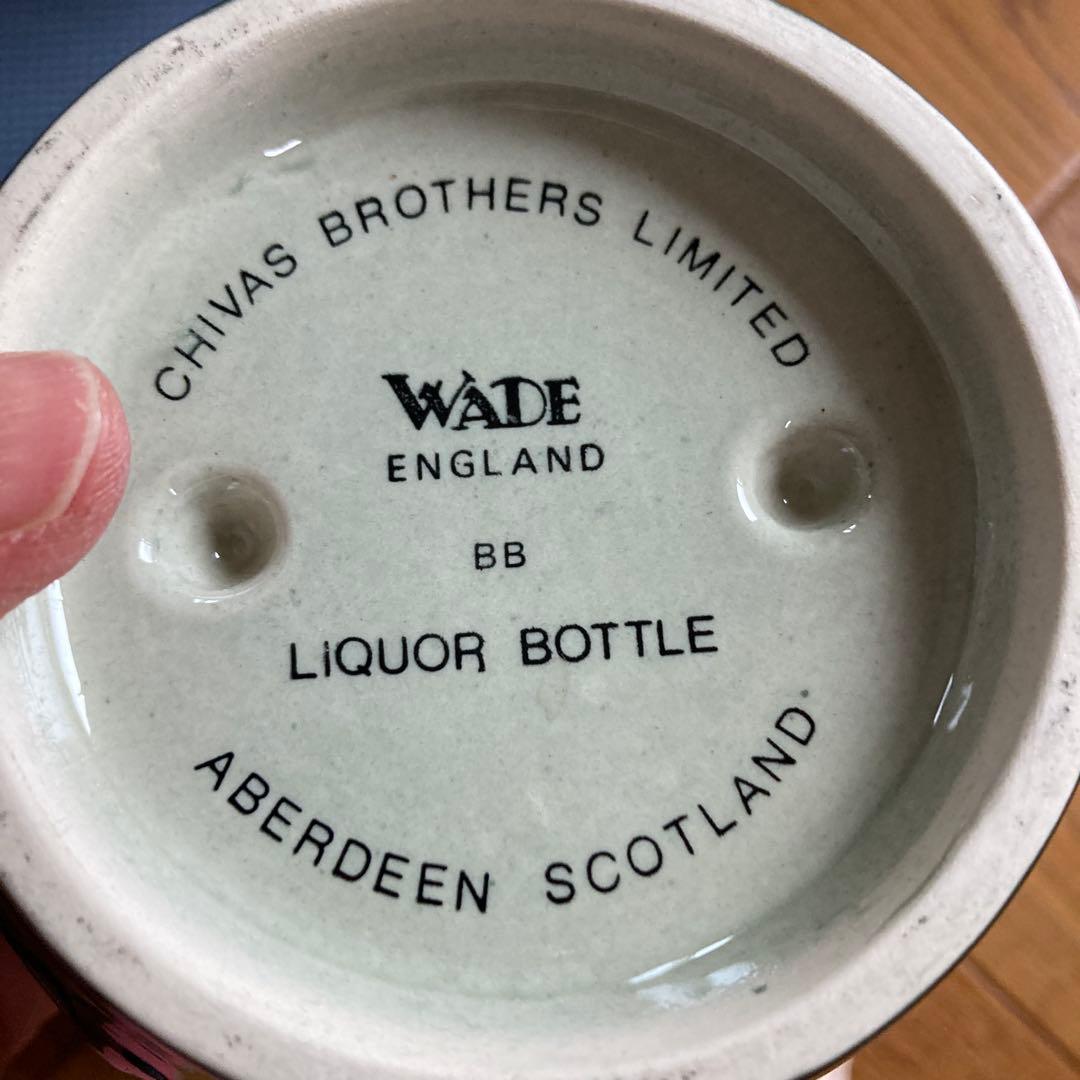 CHIVAS BROTHERS LIMITED
WADE
ENGLAND
BB
LIQUOR BOTTLE
ABERDEEN SCOTLAND